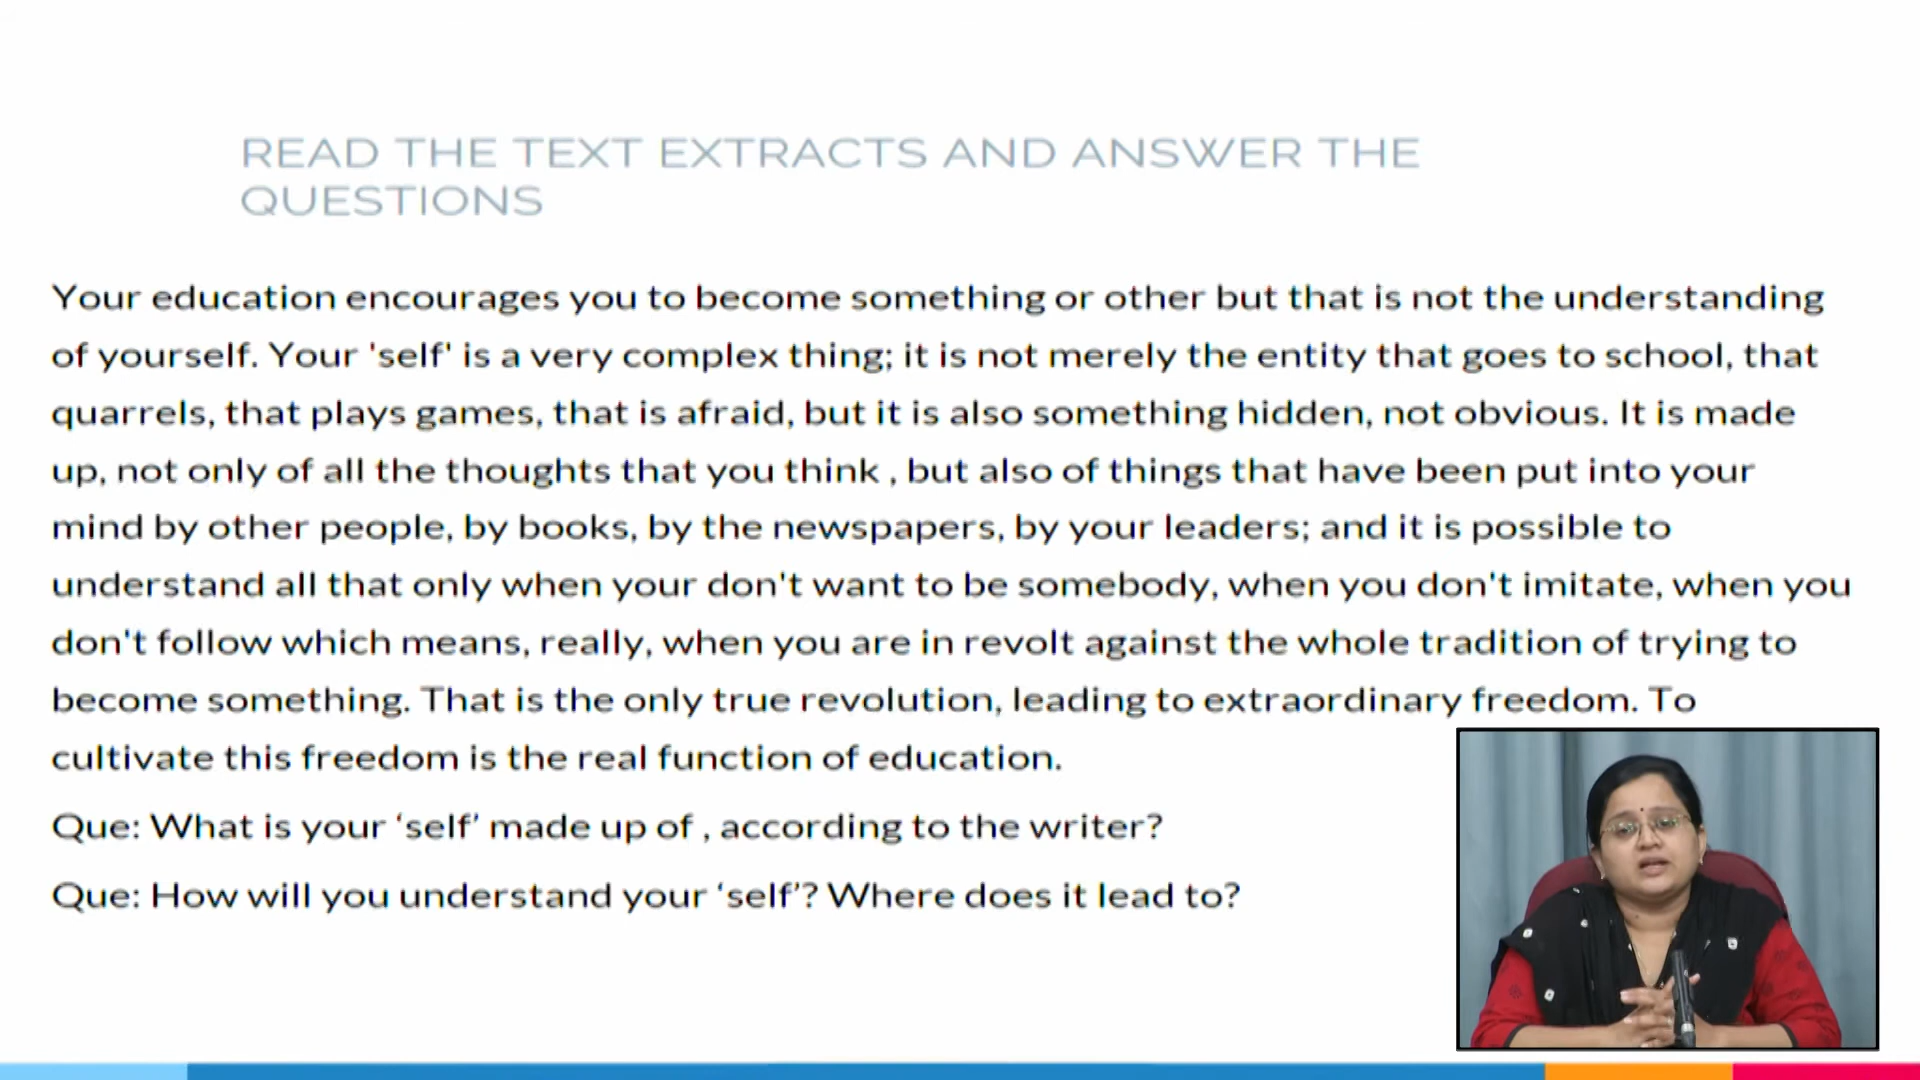 READ THE TEXT EXTRACTS AND ANSWER THE
QUESTIONS
Your education encourages you to become something or other but that is not the understanding
of yourself. Your 'self' is a very complex thing; it is not merely the entity that goes to school, that
quarrels, that plays games, that is afraid, but it is also something hidden, not obvious. It is made
up, not only of all the thoughts that you think , but also of things that have been put into your
mind by other people, by books, by the newspapers, by your leaders; and it is possible to
understand all that only when your don't want to be somebody, when you don't imitate, when you
don't follow which means, really, when you are in revolt against the whole tradition of trying to
become something. That is the only true revolution, leading to extraordinary freedom. To
cultivate this freedom is the real function of education.
Que: What is your ‘self’ made up of , according to the writer?
Que: How will you understand your ‘self’? Where does it lead to?